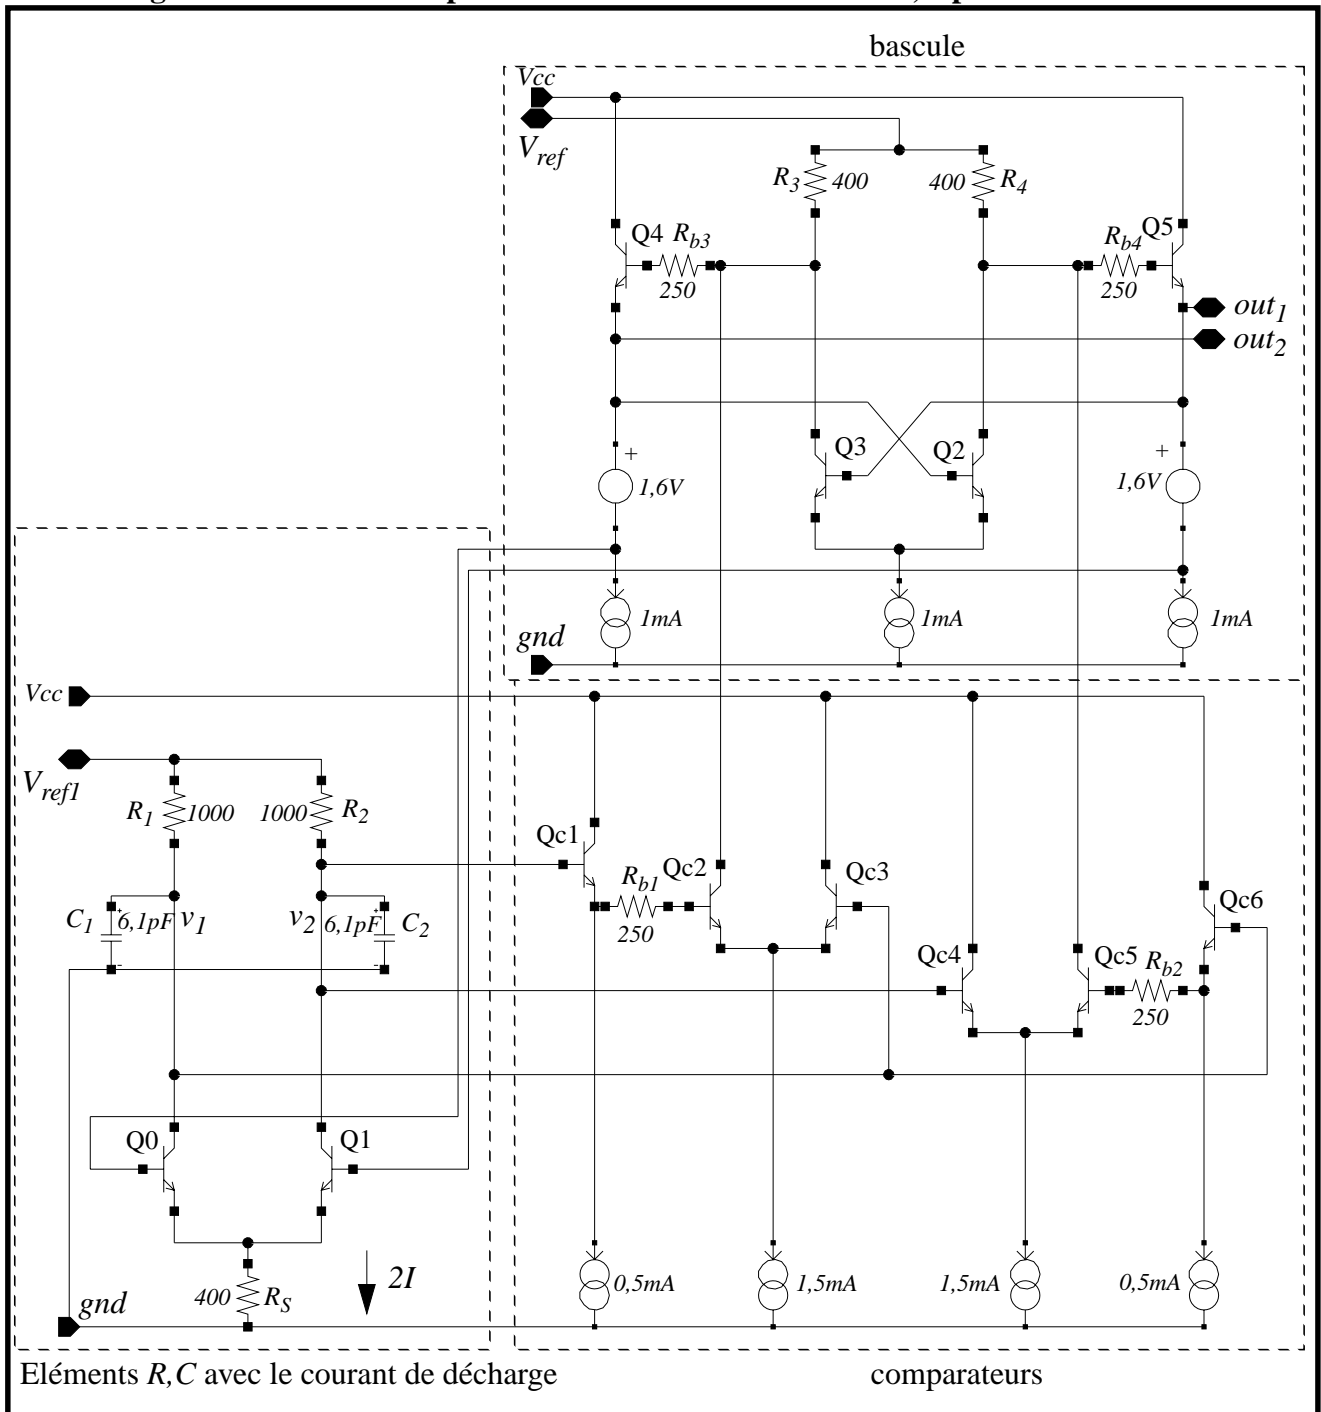 bascule
Vcc
Vref
R3 400
400 R4
Q4 Rb3
250
Rb4 Q5
250
out1
out2
Q3 Q2
+
1,6V
+
1,6V
1mA
1mA
1mA
gnd
Vcc
Vref1
R1 1000
1000 R2
Qc1
Rb1
250
Qc2
Qc3
Qc6
C1 + 6,1pF v1
-
v2 6,1pF + C2
-
Qc4
Qc5 Rb2
250
Q0 Q1
2I
400 RS
gnd
0,5mA
1,5mA
1,5mA
0,5mA
Eléments R,C avec le courant de décharge
comparateurs